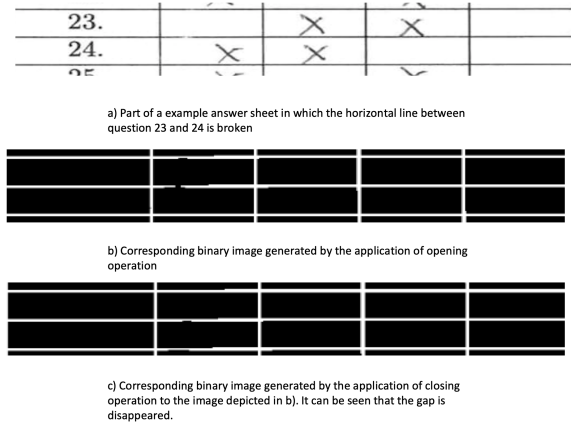 23.
24.
25
a) Part of a example answer sheet in which the horizontal line between
question 23 and 24 is broken
b) Corresponding binary image generated by the application of opening
operation
c) Corresponding binary image generated by the application of closing
operation to the image depicted in b). It can be seen that the gap is
disappeared.